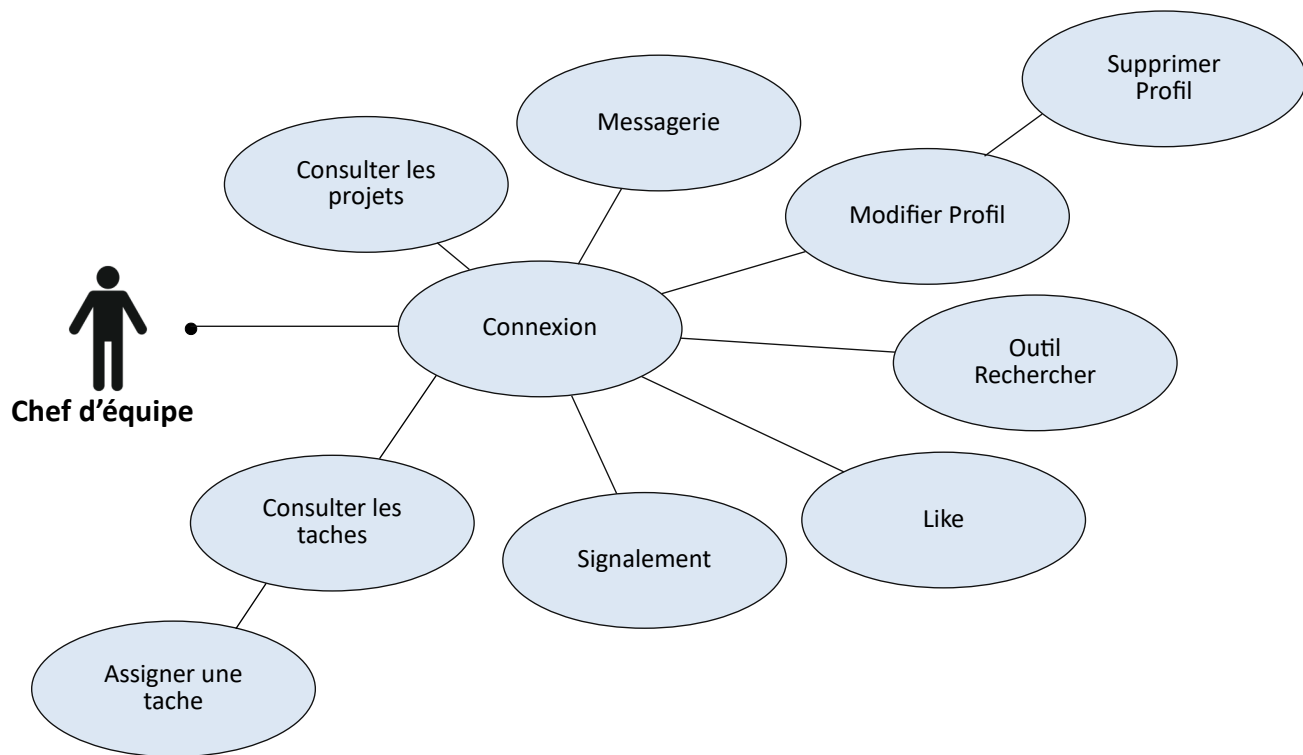 Supprimer
Profil
Messagerie
Consulter les
projets
Modifier Profil
Connexion
Outil
Rechercher
Chef d’équipe
Consulter les
taches
Like
Signalement
Assigner une
tache